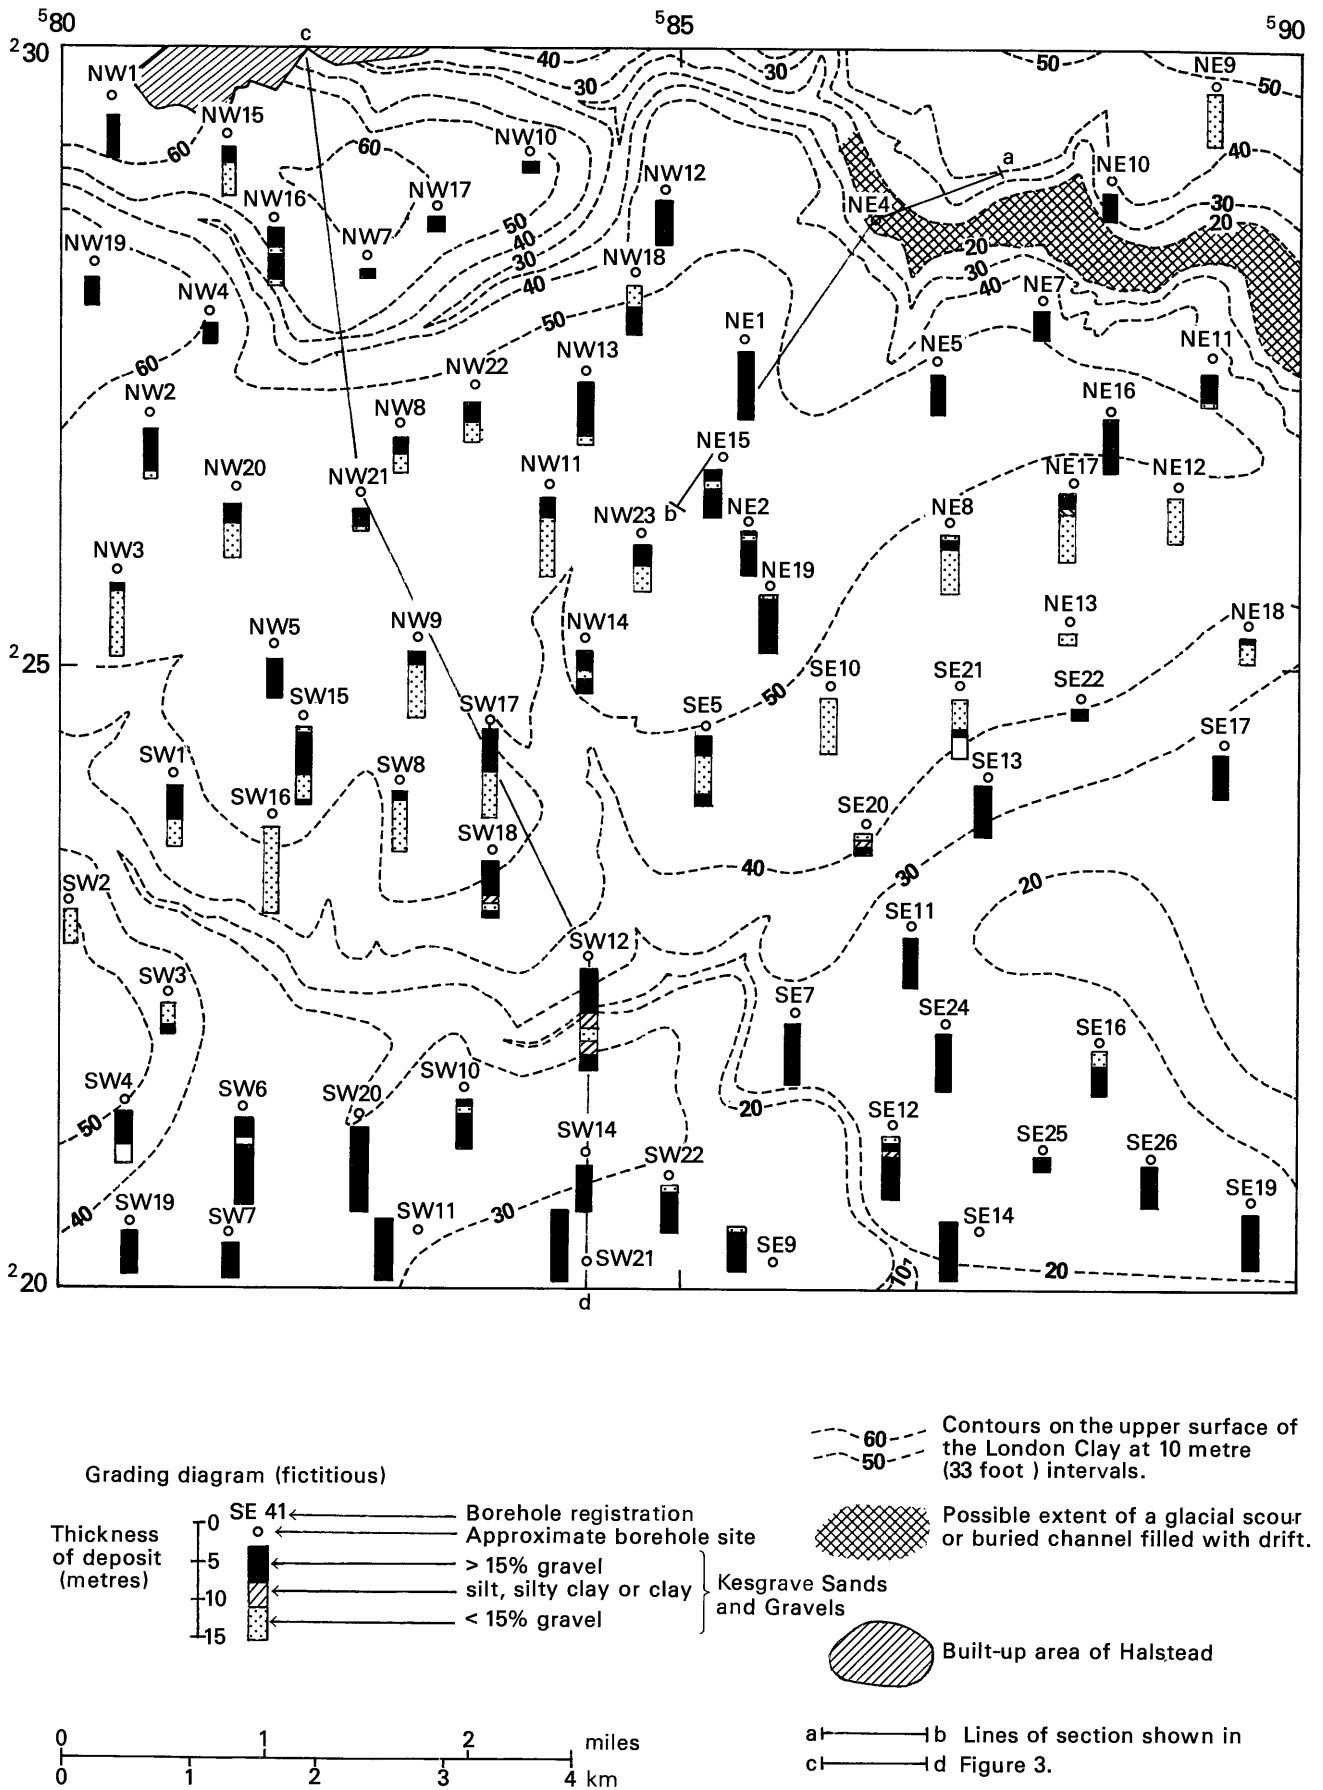 580 585 590
c
230
40 30 30 50 50
NW1 NE9
NW15
60 60 NW10 40
a NE10
NW12
NW16 NW17 NE4 30
50 20
NW19 NW7 40 30 NW18 20 30
40 40 NE7
NW4
50 NE1
60 NW13 NE5 NE11
NW2 NW22 NE16
NW8
NE15
NW20 NW21 NW11 NE17 NE12
b NW23 NE2 NE8
NW3 NE19
NW5 NW9 NW14 NE13 NE18
225
SE10 SE21 SE22
SW15 SW17 SE5 50
SE17
SW1 SW8 SE13
SW16 SE20
SW18
40 30 20
SW2
SE11
SW12
SW3 SE7
SE24
SE16
SW4 SW6 SW20 SW10 20
50 SE12
SW14 SW22 SE25 SE26
40 SW19 SW7 SW11 30 SE14 SE19
SW21 SE9
10 20
220
d
60
50
Contours on the upper surface of
the London Clay at 10 metre
(33 foot ) intervals.
Grading diagram (fictitious)
SE 41 Borehole registration
Approximate borehole site
Thickness
of deposit
(metres)
0
5
10
15
> 15% gravel
silt, silty clay or clay
< 15% gravel
Kesgrave Sands
and Gravels
Possible extent of a glacial scour
or buried channel filled with drift.
Built-up area of Halstead
0 1 2 miles
0 1 2 3 4 km
a b Lines of section shown in
c d Figure 3.